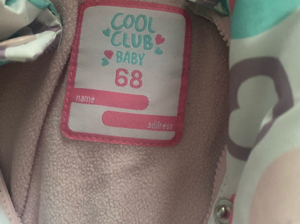 COOL
CLUB
BABY
68
name
address